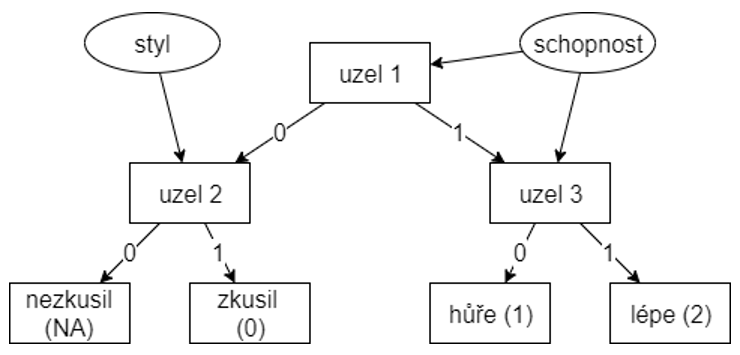 styl
uzel 1
schopnost
0
1
uzel 2
uzel 3
0
1
0
1
nezkusil
(NA)
zkusil
(0)
hůře (1)
lépe (2)